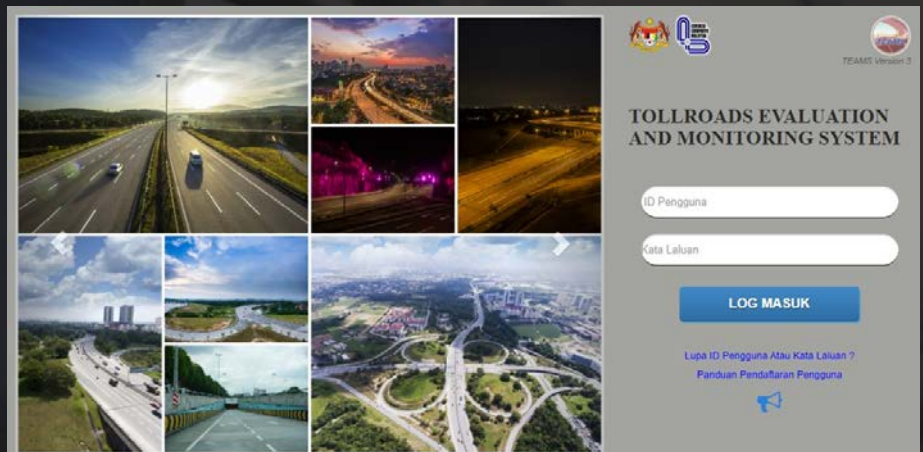 TEAMS Version 3
TOLLROADS EVALUATION
AND MONITORING SYSTEM
ID Pengguna
Kata Laluan
LOG MASUK
Lupa ID Pengguna Atau Kata Laluan ?
Panduan Pendaftaran Pengguna